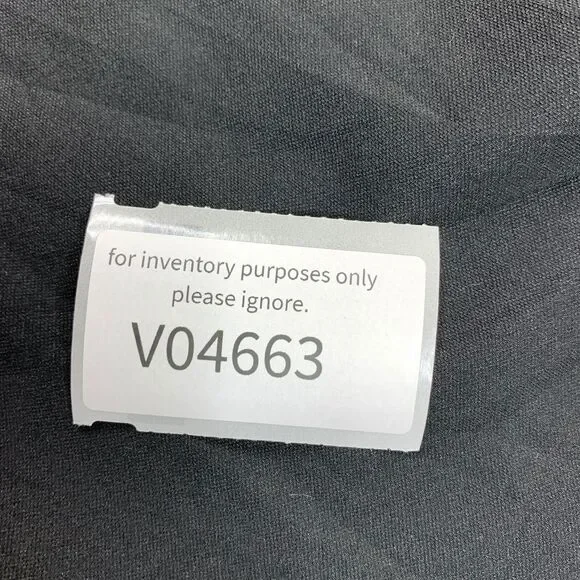 for inventory purposes only
please ignore.
V04663